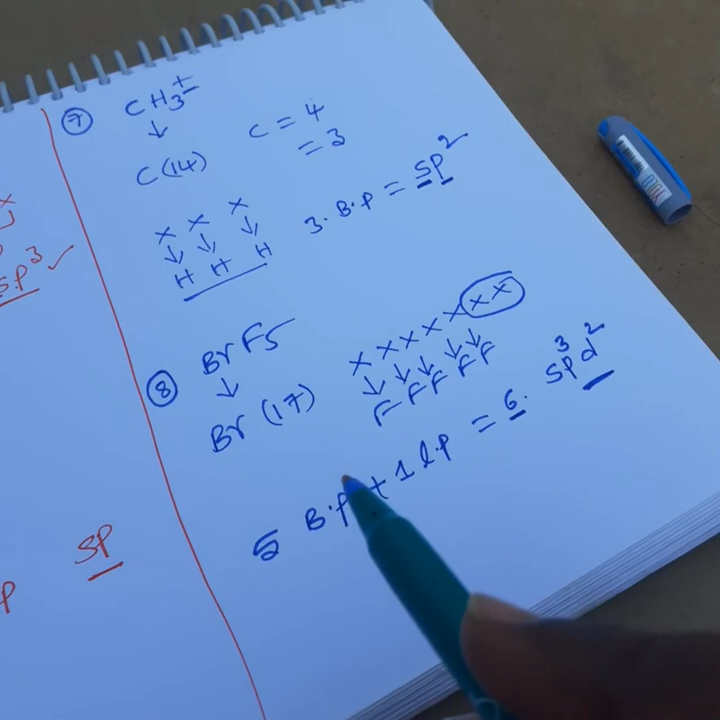 x
sp³ ✓
p
sp
⑦ CH₃⁺
↓
C (14)
C = 4
= 3
x x x
↓ ↓ ↓
H H H
3. B.P = sp²
⑧ BrF5
↓
Br (17)
x x x x x x x
↓ ↓ ↓ ↓ ↓
F F F F F
5 B.P + 1 l.p = 6. sp³d²